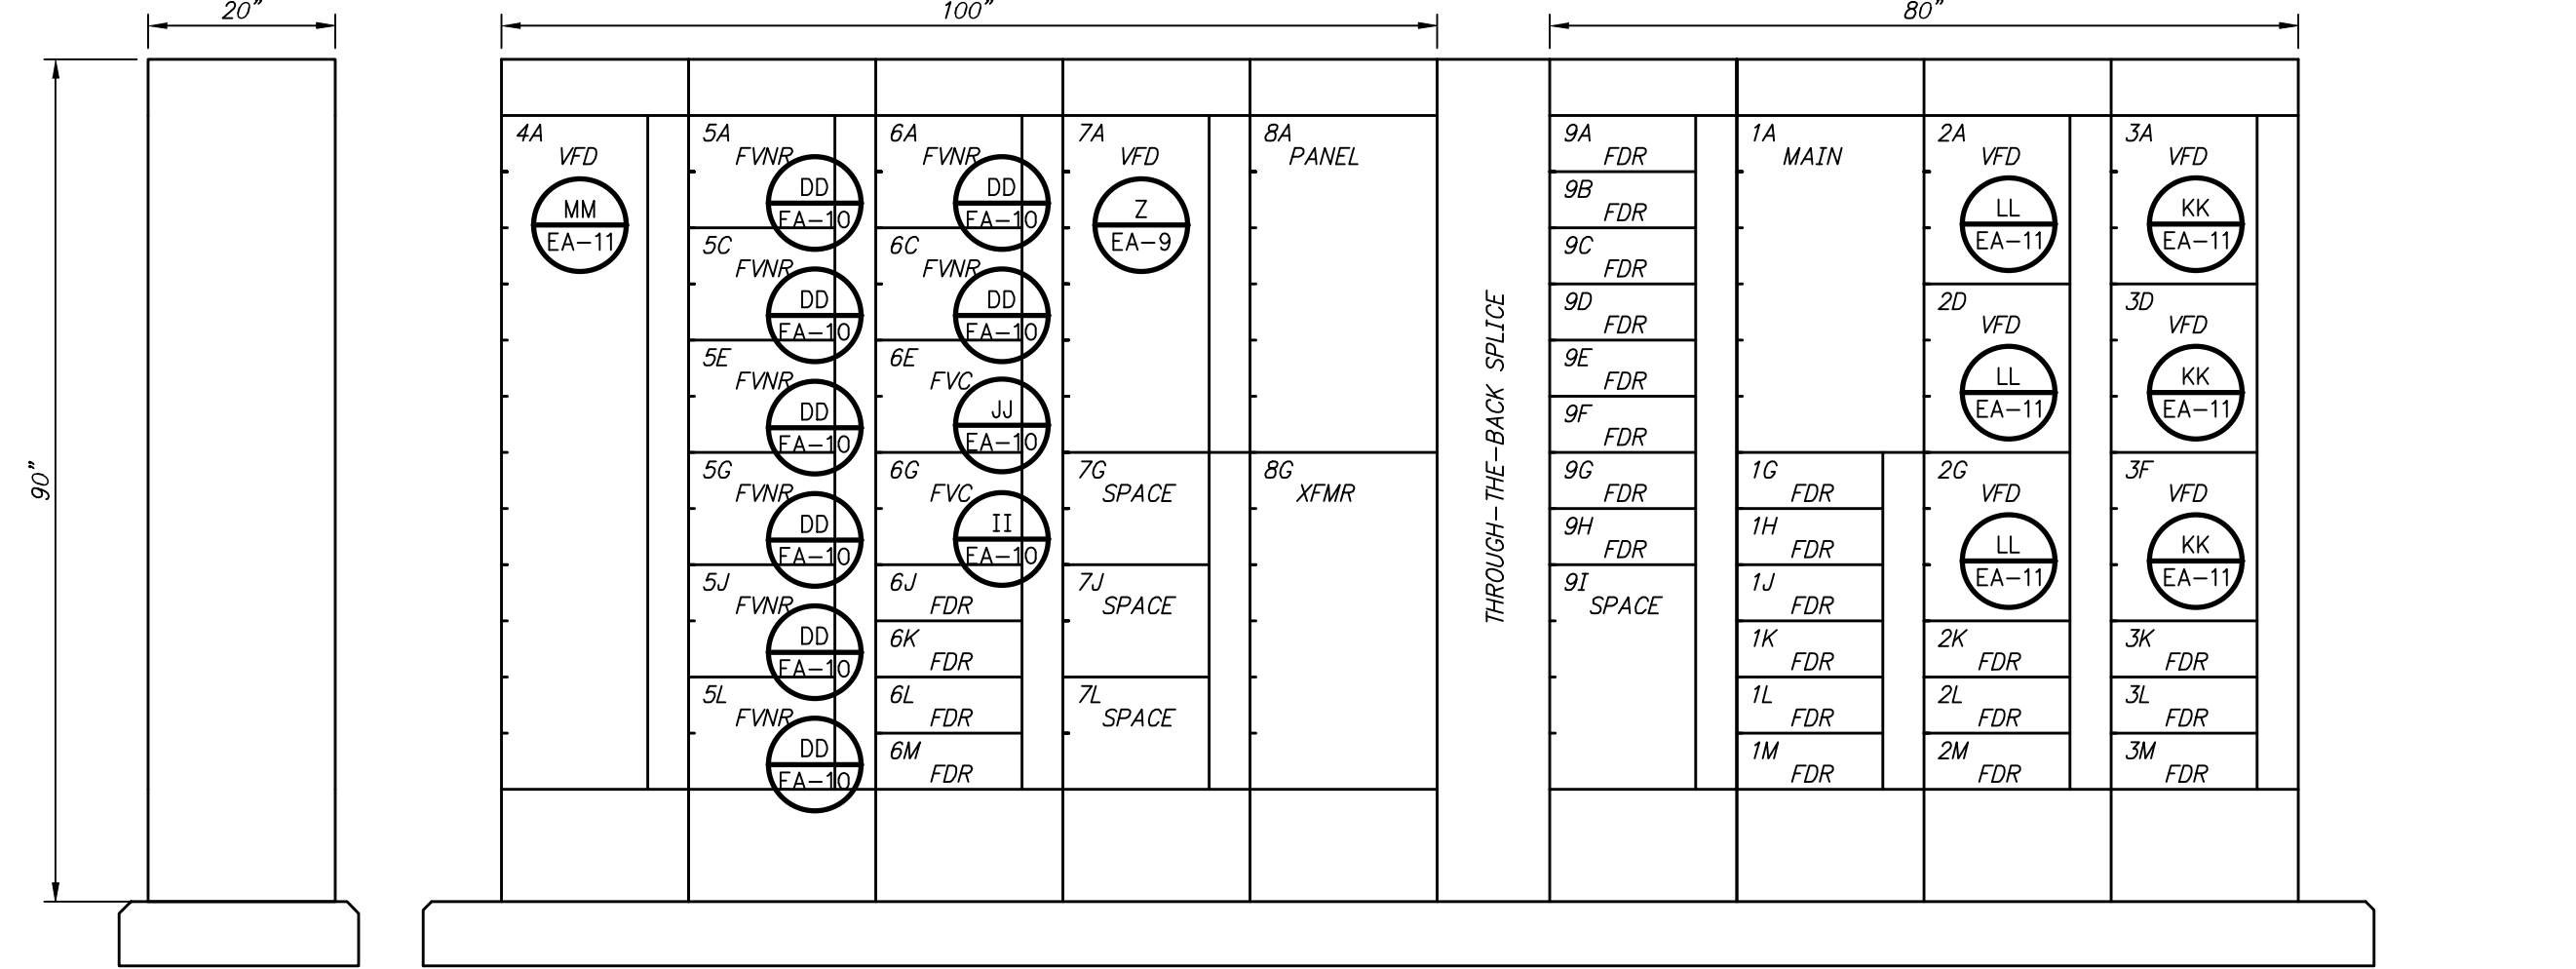 20"
100"
80"
90"
4A
VFD
MM
EA-11
5A
FVNR
DD
EA-10
5C
FVNR
DD
EA-10
5E
FVNR
DD
EA-10
5G
FVNR
DD
EA-10
5J
FVNR
DD
EA-10
5L
FVNR
DD
EA-10
6A
FVNR
DD
EA-10
6C
FVNR
DD
EA-10
6E
FVC
JJ
EA-10
6G
FVC
II
EA-10
6J
FDR
6K
FDR
6L
FDR
6M
FDR
7A
VFD
Z
EA-9
7G
SPACE
7J
SPACE
7L
SPACE
8A
PANEL
8G
XFMR
THROUGH-THE-BACK SPLICE
9A
FDR
9B
FDR
9C
FDR
9D
FDR
9E
FDR
9F
FDR
9G
FDR
9H
FDR
9I
SPACE
1A
MAIN
1G
FDR
1H
FDR
1J
FDR
1K
FDR
1L
FDR
1M
FDR
2A
VFD
LL
EA-11
2D
VFD
LL
EA-11
2G
VFD
LL
EA-11
2K
FDR
2L
FDR
2M
FDR
3A
VFD
KK
EA-11
3D
VFD
KK
EA-11
3F
VFD
KK
EA-11
3K
FDR
3L
FDR
3M
FDR